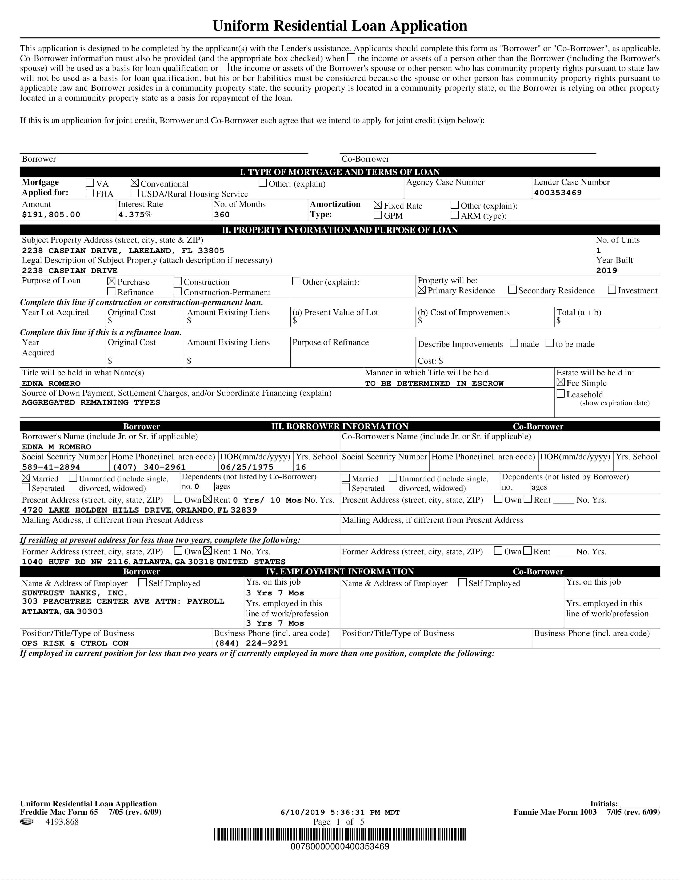 Uniform Residential Loan Application
This application is designed to be completed by the applicant(s) with the Lender's assistance. Applicants should complete this form as "Borrower" or "Co-Borrower", as applicable.
Co-Borrower information must also be provided (and the appropriate box checked) when ☐ the income or assets of a person other than the Borrower (including the Borrower's
spouse) will be used as a basis for loan qualification or ☐ the income or assets of the Borrower's spouse or other person who has community property rights pursuant to state law
will not be used as a basis for loan qualification, but his or her liabilities must be considered because the spouse or other person has community property rights pursuant to
applicable law and Borrower resides in a community property state, the security property is located in a community property state, or the Borrower is relying on other property
located in a community property state as a basis for repayment of the loan.
If this is an application for joint credit, Borrower and Co-Borrower each agree that we intend to apply for joint credit (sign below):
Borrower Co-Borrower
I. TYPE OF MORTGAGE AND TERMS OF LOAN
Mortgage ☐ VA ☒ Conventional ☐ Other: (explain) Agency Case Number Lender Case Number
Applied for: ☐ FHA ☐ USDA/Rural Housing Service 400353469
Amount Interest Rate No. of Months Amortization ☒ Fixed Rate ☐ Other (explain):
$191,805.00 4.375% 360 Type: ☐ GPM ☐ ARM (type):
II. PROPERTY INFORMATION AND PURPOSE OF LOAN
Subject Property Address (street, city, state & ZIP) No. of Units
2238 CASPIAN DRIVE, LAKELAND, FL 33805 1
Legal Description of Subject Property (attach description if necessary) Year Built
2238 CASPIAN DRIVE 2019
Purpose of Loan ☒ Purchase ☐ Construction ☐ Other (explain): Property will be:
☐ Refinance ☐ Construction-Permanent ☒ Primary Residence ☐ Secondary Residence ☐ Investment
Complete this line if construction or construction-permanent loan.
Year Lot Acquired Original Cost Amount Existing Liens (a) Present Value of Lot (b) Cost of Improvements Total (a + b)
$ $ $ $ $
Complete this line if this is a refinance loan.
Year Original Cost Amount Existing Liens Purpose of Refinance Describe Improvements ☐ made ☐ to be made
Acquired
$ $ Cost: $
Title will be held in what Name(s) Manner in which Title will be held Estate will be held in:
EDNA ROMERO TO BE DETERMINED IN ESCROW ☒ Fee Simple
Source of Down Payment, Settlement Charges, and/or Subordinate Financing (explain) ☐ Leasehold
AGGREGATED REMAINING TYPES (show expiration date)
Borrower III. BORROWER INFORMATION Co-Borrower
Borrower's Name (include Jr. or Sr. if applicable) Co-Borrower's Name (include Jr. or Sr. if applicable)
EDNA M ROMERO
Social Security Number Home Phone(incl. area code) DOB(mm/dd/yyyy) Yrs. School Social Security Number Home Phone(incl. area code) DOB(mm/dd/yyyy) Yrs. School
589-41-2894 (407) 340-2961 06/25/1975 16
☒ Married ☐ Unmarried (include single, Dependents (not listed by Co-Borrower) ☐ Married ☐ Unmarried (include single, Dependents (not listed by Borrower)
☐ Separated divorced, widowed) no. 0 ages ☐ Separated divorced, widowed) no. ages
Present Address (street, city, state, ZIP) ☐ Own ☒ Rent 0 Yrs/ 10 Mos No. Yrs. Present Address (street, city, state, ZIP) ☐ Own ☐ Rent ____ No. Yrs.
4720 LAKE HOLDEN HILLS DRIVE, ORLANDO, FL 32839
Mailing Address, if different from Present Address Mailing Address, if different from Present Address
If residing at present address for less than two years, complete the following:
Former Address (street, city, state, ZIP) ☐ Own ☒ Rent 1 No. Yrs. Former Address (street, city, state, ZIP) ☐ Own ☐ Rent No. Yrs.
1040 HUFF RD NW 2116, ATLANTA, GA 30318 UNITED STATES
Borrower IV. EMPLOYMENT INFORMATION Co-Borrower
Name & Address of Employer ☐ Self Employed Yrs. on this job Name & Address of Employer ☐ Self Employed Yrs. on this job
SUNTRUST BANKS, INC. 3 Yrs 7 Mos
303 PEACHTREE CENTER AVE ATTN: PAYROLL Yrs. employed in this Yrs. employed in this
ATLANTA, GA 30303 line of work/profession line of work/profession
3 Yrs 7 Mos
Position/Title/Type of Business Business Phone (incl. area code) Position/Title/Type of Business Business Phone (incl. area code)
OPS RISK & CTROL CON (844) 224-9291
If employed in current position for less than two years or if currently employed in more than one position, complete the following:
Uniform Residential Loan Application Initials:
Freddie Mac Form 65 7/05 (rev. 6/09) 6/10/2019 5:36:31 PM MDT Fannie Mae Form 1003 7/05 (rev. 6/09)
4193.868 Page 1 of 5
0078000000400353469